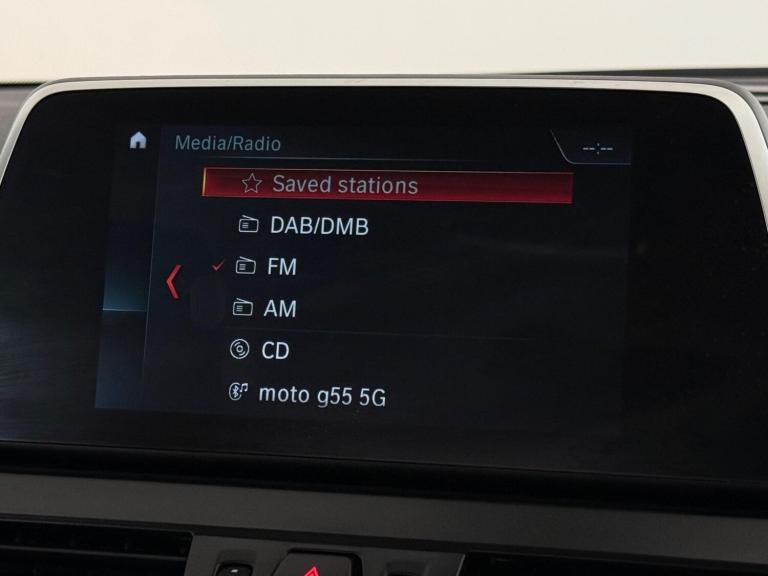 Media/Radio
--:--
Saved stations
DAB/DMB
FM
AM
CD
moto g55 5G